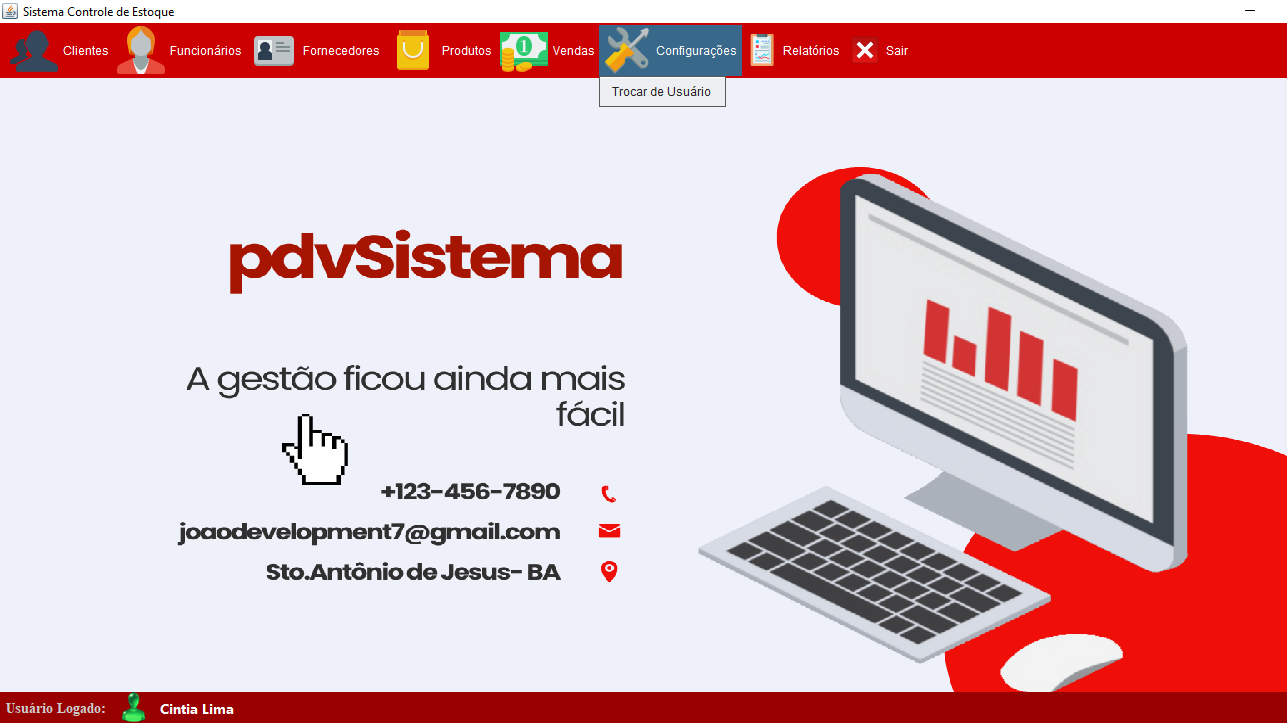 Sistema Controle de Estoque
Clientes Funcionários Fornecedores Produtos 1 Vendas Configurações Relatórios Sair
Trocar de Usuário
pdvSistema
A gestão ficou ainda mais
fácil
+123-456-7890
joaodevelopment7@gmail.com
Sto.Antônio de Jesus- BA
Usuário Logado: Cintia Lima